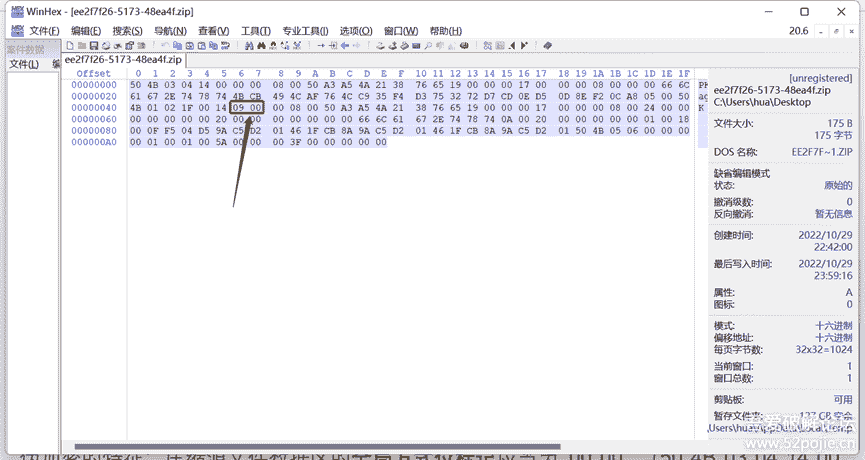 WinHex - [ee2f7f26-5173-48ea4f.zip]
文件(F) 编辑(E) 搜索(S) 导航(N) 查看(V) 工具(T) 专业工具(I) 选项(O) 窗口(W) 帮助(H) 20.6
案件数据
文件(L) 编
ee2f7f26-5173-48ea4f.zip
Offset 0 1 2 3 4 5 6 7 8 9 A B C D E F 10 11 12 13 14 15 16 17 18 19 1A 1B 1C 1D 1E 1F
00000000 50 4B 03 04 14 00 00 00 08 00 50 A3 A5 4A 21 38 76 65 19 00 00 00 17 00 00 00 08 00 00 00 66 6C
00000020 61 67 2E 74 78 74 4B CB 49 4C AF 76 4C C9 35 F4 D3 75 32 72 D7 CD 0E D5 0D 8E F2 0C A8 05 00 50
00000040 4B 01 02 1F 00 14 09 00 00 08 00 50 A3 A5 4A 21 38 76 65 19 00 00 00 17 00 00 00 08 00 24 00 00
00000060 00 00 00 00 00 20 00 00 00 00 00 00 00 66 6C 61 67 2E 74 78 74 0A 00 20 00 00 00 00 00 01 00 18
00000080 00 0F F5 04 D5 9A C5 D2 01 46 1F CB 8A 9A C5 D2 01 46 1F CB 8A 9A C5 D2 01 50 4B 05 06 00 00 00
000000A0 00 01 00 01 00 5A 00 00 00 3F 00 00 00 00 00
[unregistered]
ee2f7f26-5173-48ea4f.zip
C:\Users\hua\Desktop
文件大小: 175 B
175 字节
DOS 名称: EE2F7F~1.ZIP
缺省编辑模式
状态: 原始的
撤消级数: 0
反向撤消: 暂无信息
创建时间: 2022/10/29
22:42:00
最后写入时间: 2022/10/29
23:59:16
属性: A
图标: 0
模式: 十六进制
偏移地址: 十六进制
每页字节数: 32x32=1024
当前窗口: 1
窗口总数: 1
剪贴板: 可用
暂存文件夹:
www.52pojie.cn